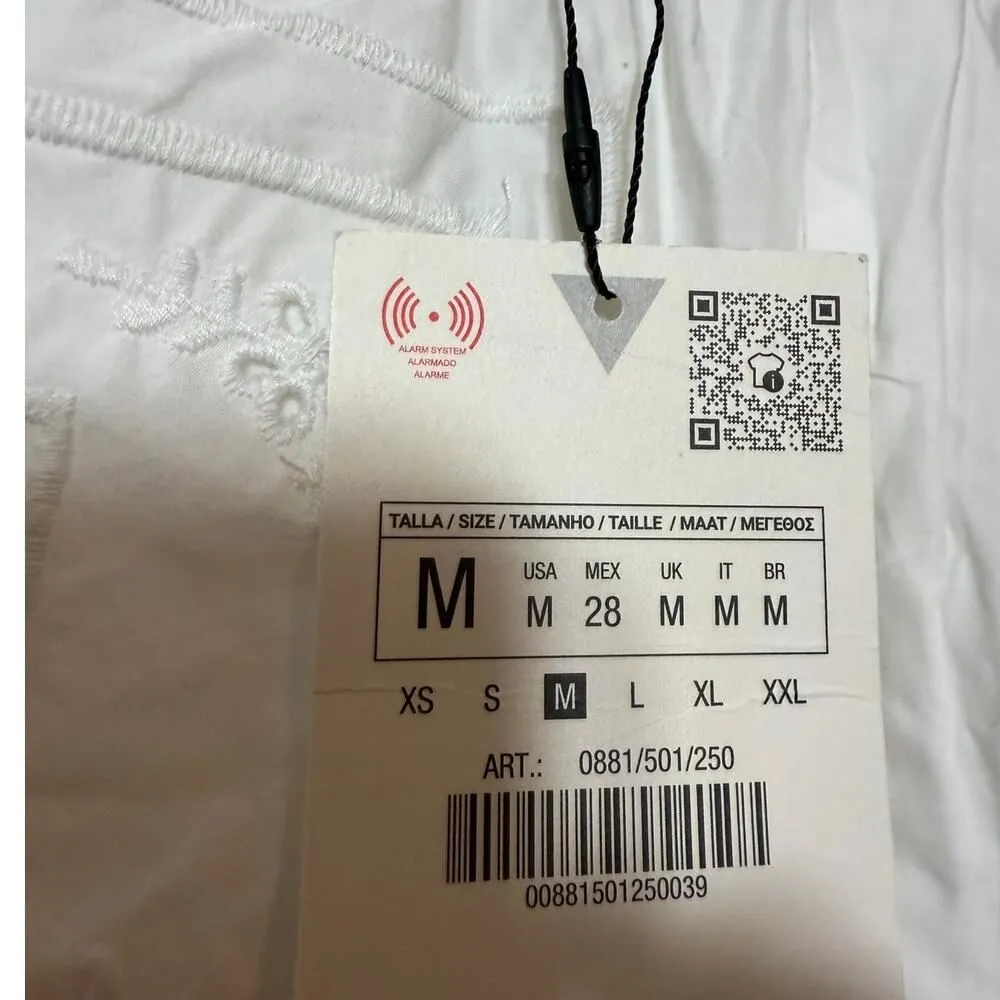 ALARM SYSTEM
ALARMADO
ALARME
TALLA / SIZE / TAMANHO / TAILLE / MAAT / ΜΕΓΕΘΟΣ
M
USA MEX UK IT BR
M 28 M M M
XS S M L XL XXL
ART.: 0881/501/250
00881501250039